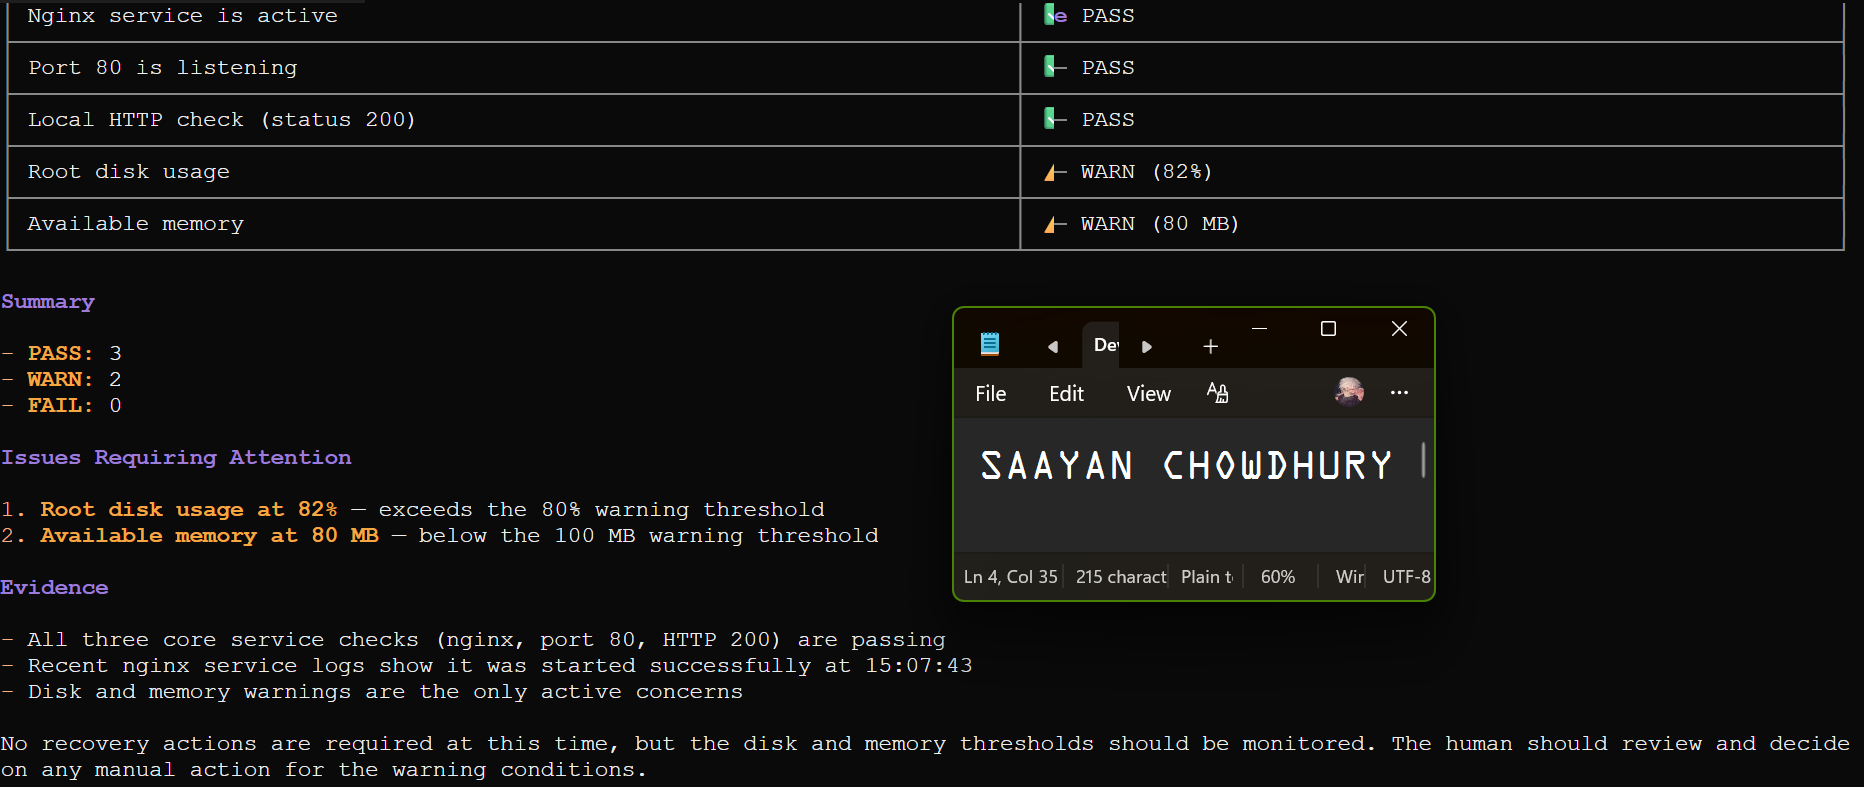 Nginx service is active PASS
Port 80 is listening PASS
Local HTTP check (status 200) PASS
Root disk usage WARN (82%)
Available memory WARN (80 MB)
Summary
- PASS: 3
- WARN: 2
- FAIL: 0
Issues Requiring Attention
1. Root disk usage at 82% — exceeds the 80% warning threshold
2. Available memory at 80 MB — below the 100 MB warning threshold
Evidence
- All three core service checks (nginx, port 80, HTTP 200) are passing
- Recent nginx service logs show it was started successfully at 15:07:43
- Disk and memory warnings are the only active concerns
No recovery actions are required at this time, but the disk and memory thresholds should be monitored. The human should review and decide
on any manual action for the warning conditions.
File Edit View
SAAYAN CHOWDHURY
Ln 4, Col 35 215 charact Plain t 60% Wir UTF-8